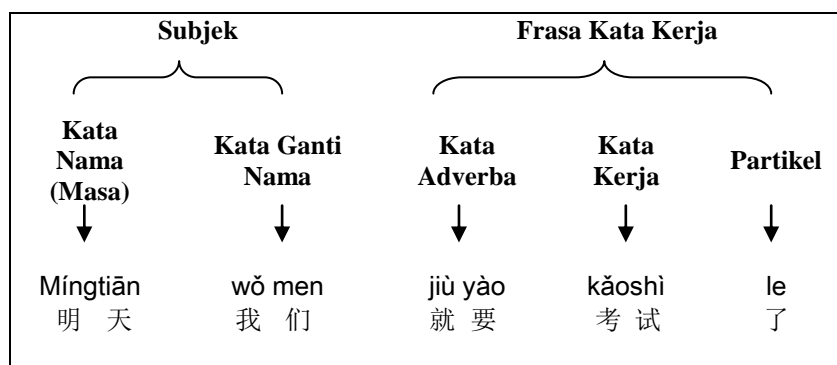 Subjek Frasa Kata Kerja
Kata Nama (Masa) Kata Ganti Nama Kata Adverba Kata Kerja Partikel
Míngtiān wǒ men jiù yào kǎoshì le
明 天 我 们 就 要 考 试 了